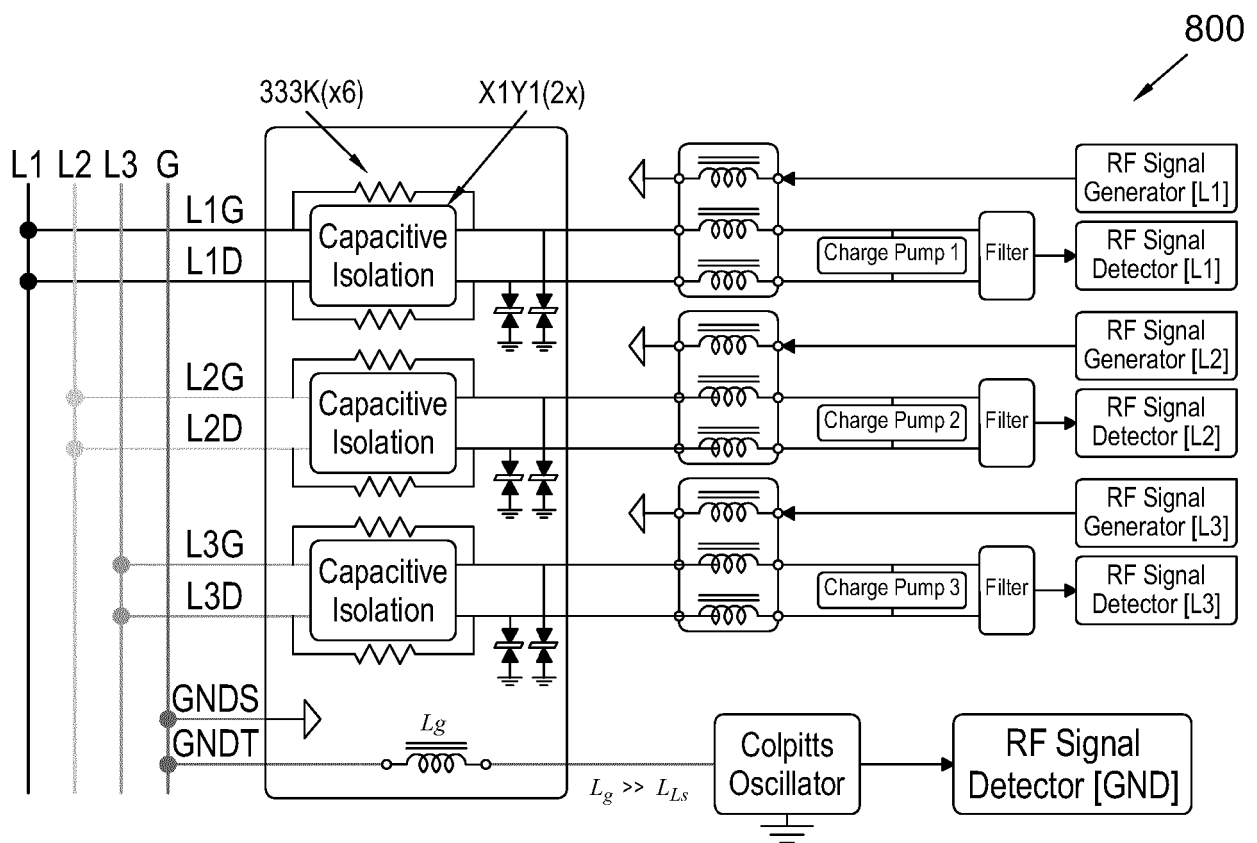 800
333K(x6)
X1Y1(2x)
L1 L2 L3 G
RF Signal
Generator [L1]
L1G
Capacitive
Isolation
L1D
Charge Pump 1
Filter
RF Signal
Detector [L1]
RF Signal
Generator [L2]
L2G
Capacitive
Isolation
L2D
Charge Pump 2
Filter
RF Signal
Detector [L2]
RF Signal
Generator [L3]
L3G
Capacitive
Isolation
L3D
Charge Pump 3
Filter
RF Signal
Detector [L3]
GNDS
GNDT
Lg
Lg >> LLs
Colpitts
Oscillator
RF Signal
Detector [GND]